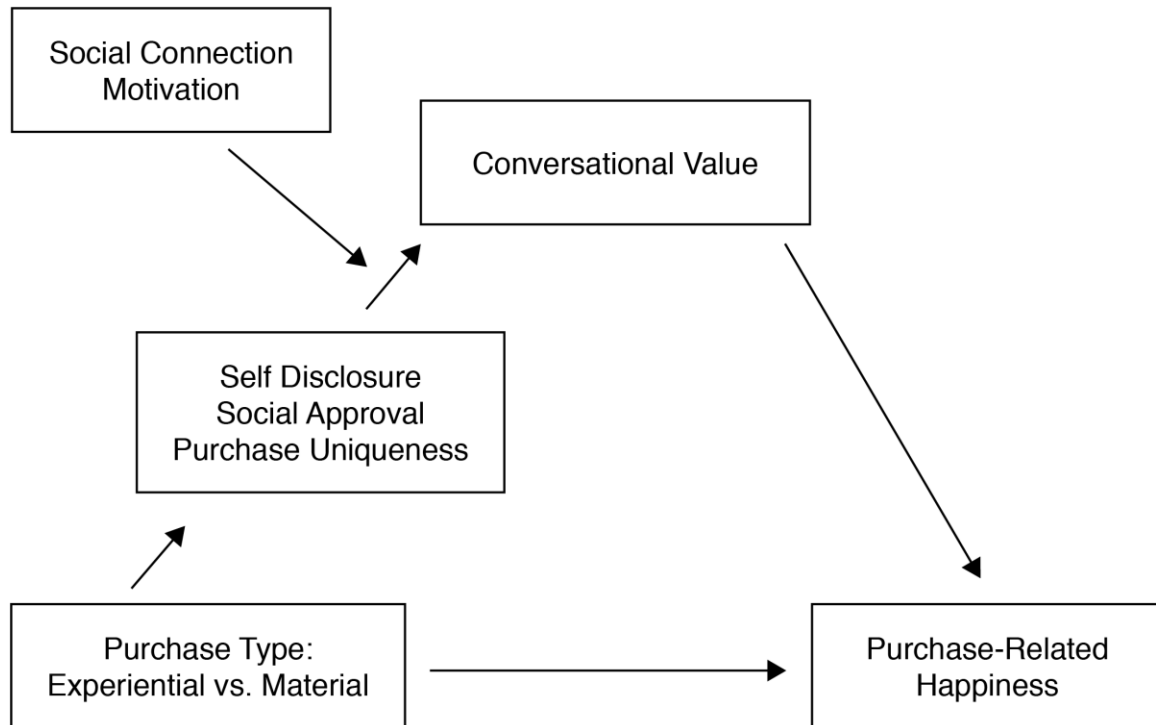 Social Connection
Motivation
Conversational Value
Self Disclosure
Social Approval
Purchase Uniqueness
Purchase Type:
Experiential vs. Material
Purchase-Related
Happiness